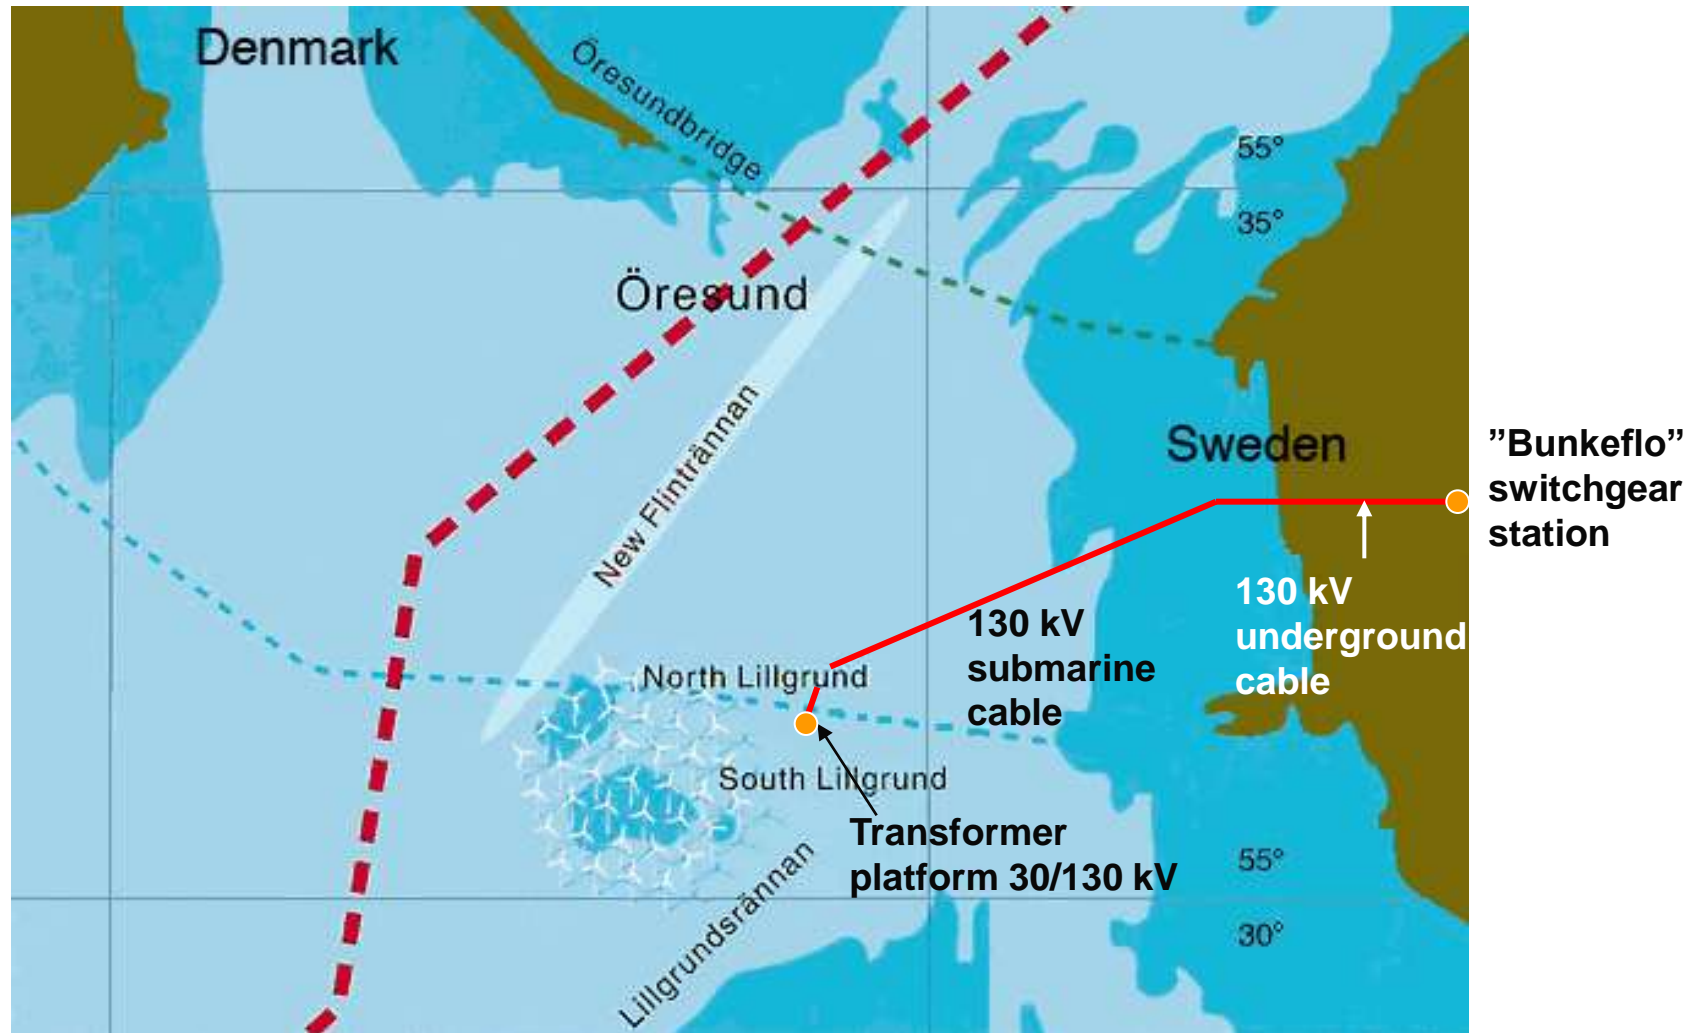 Denmark
Öresundbridge
55°
35°
Öresund
New Flintrännan
Sweden
”Bunkeflo”
switchgear
station
130 kV
underground
cable
130 kV
submarine
cable
North Lillgrund
South Lillgrund
Transformer
platform 30/130 kV
Lillgrundsrännan
55°
30°